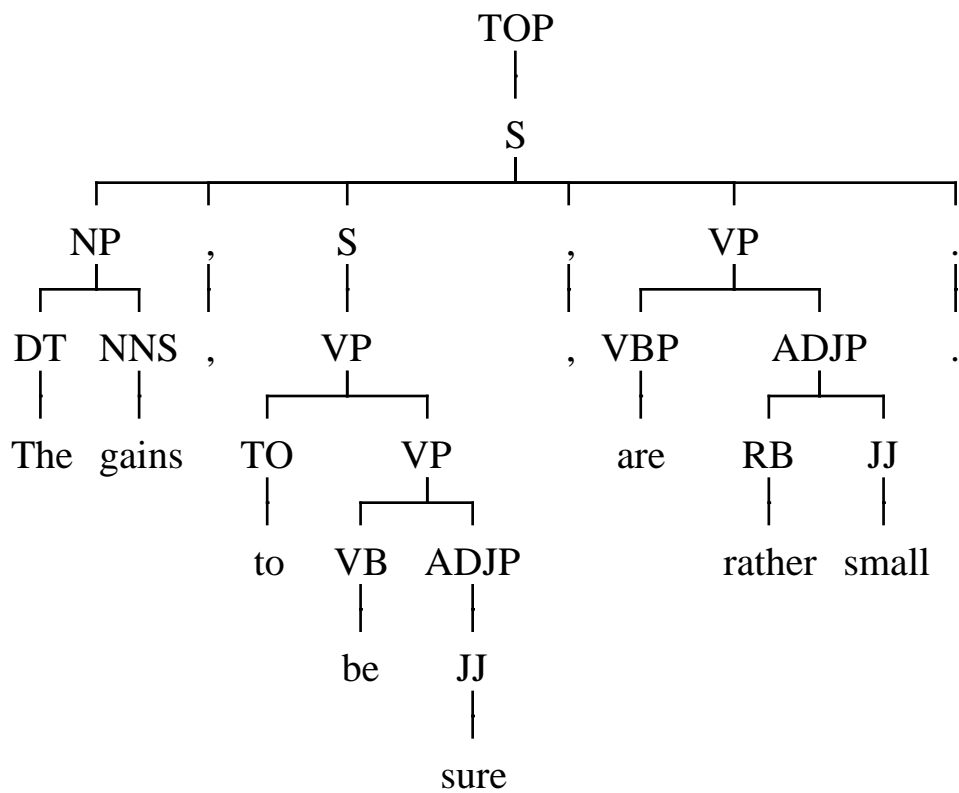 TOP
S
NP , S , VP .
DT NNS , VP , VBP ADJP .
The gains TO VP are RB JJ
to VB ADJP rather small
be JJ
sure